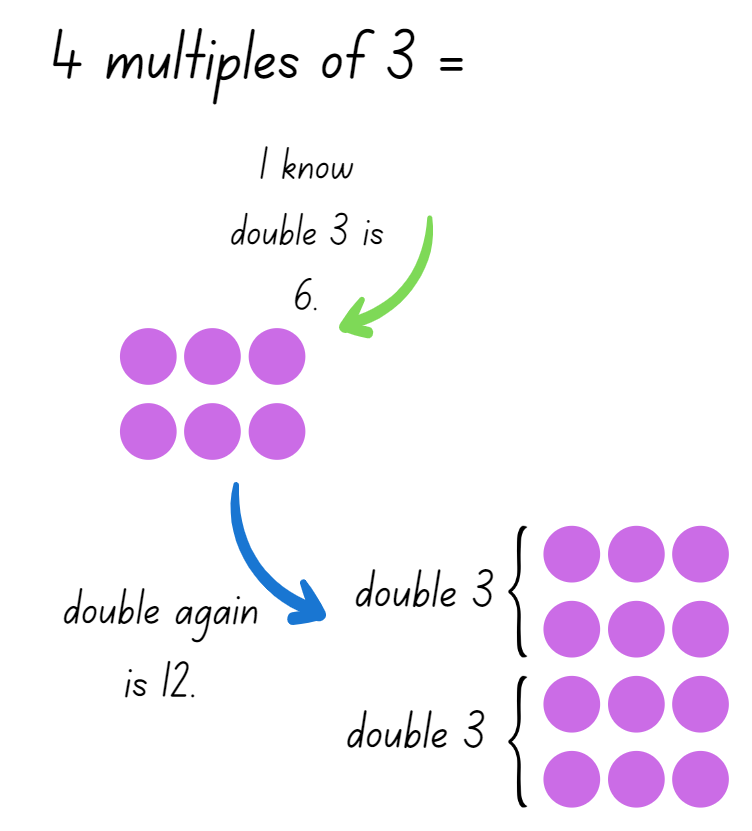 4 multiples of 3 =
I know
double 3 is
6.
double 3
double again
is 12.
double 3